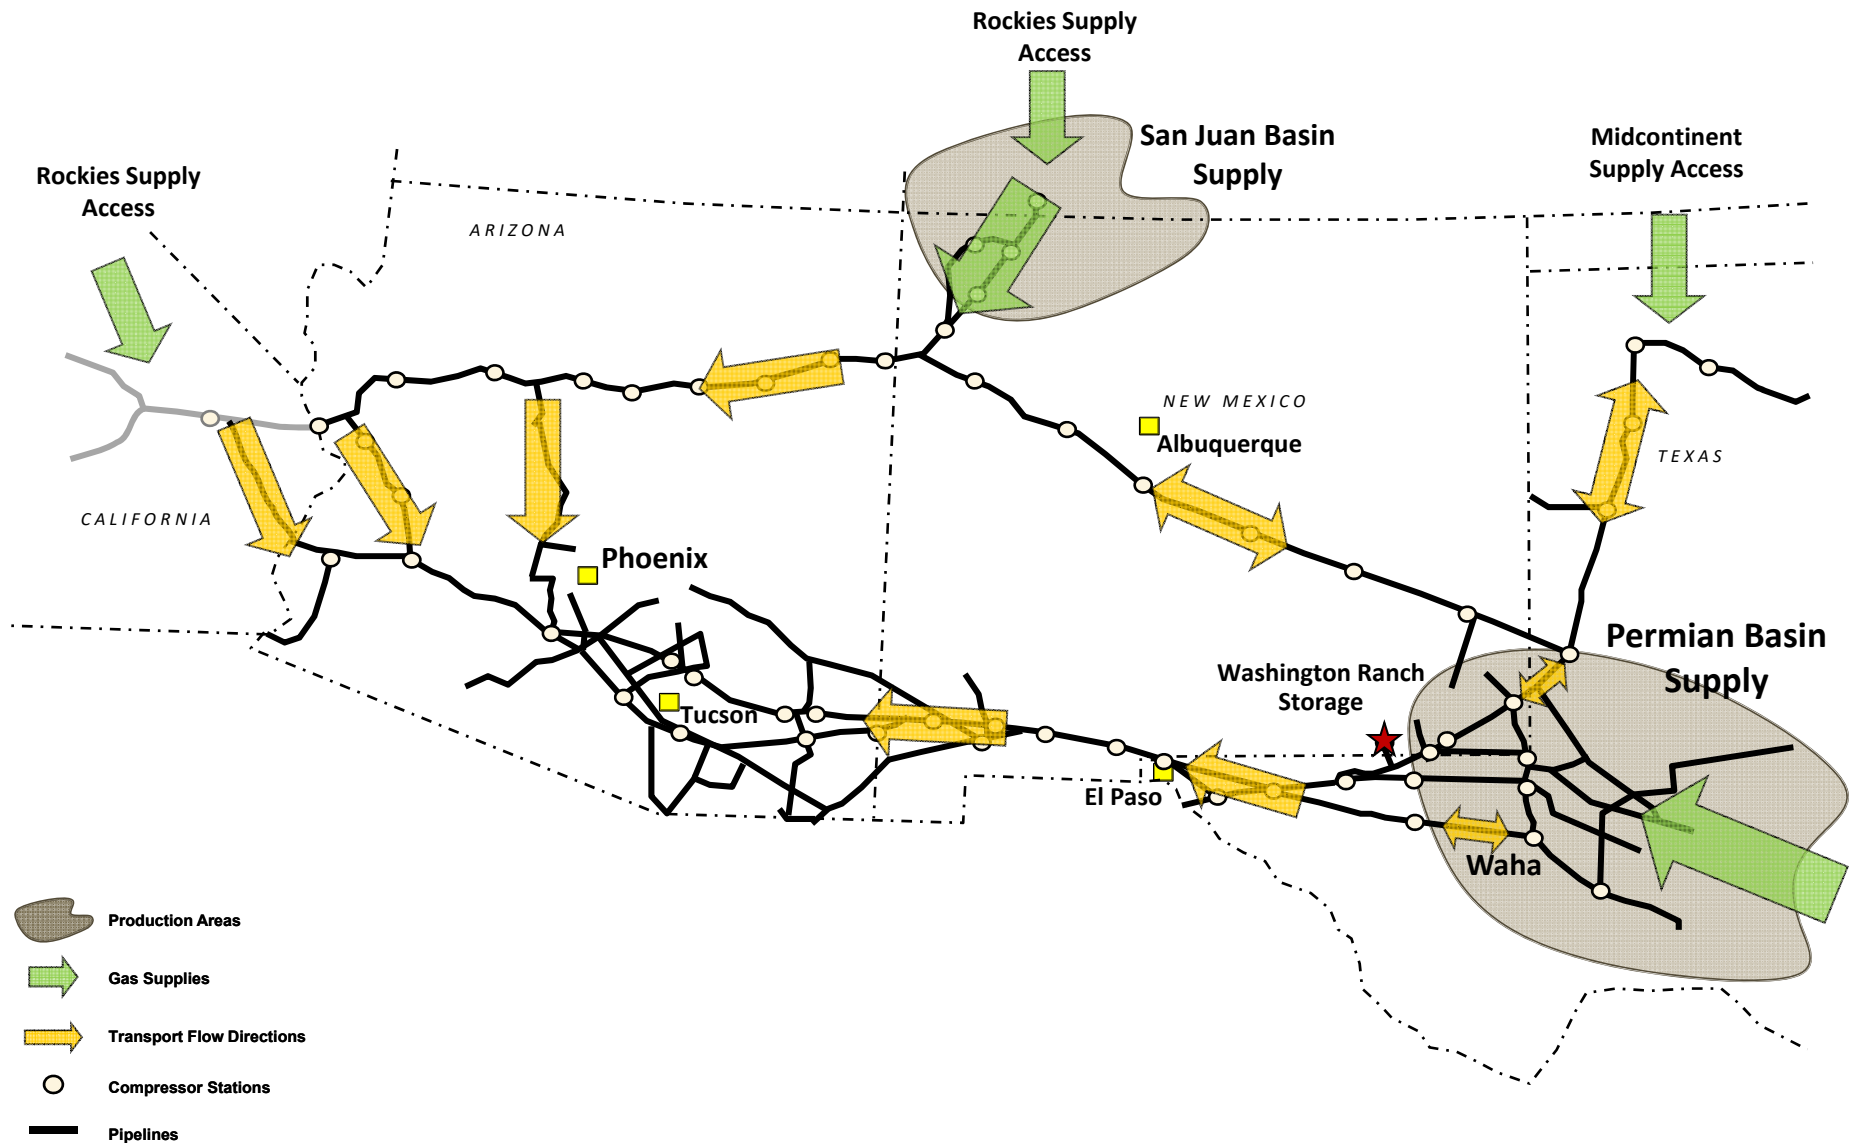 Rockies Supply
Access
San Juan Basin
Supply
Midcontinent
Supply Access
Rockies Supply
Access
ARIZONA
NEW MEXICO
Albuquerque
TEXAS
CALIFORNIA
Phoenix
Permian Basin
Supply
Washington Ranch
Storage
Tucson
El Paso
Waha
Production Areas
Gas Supplies
Transport Flow Directions
Compressor Stations
Pipelines